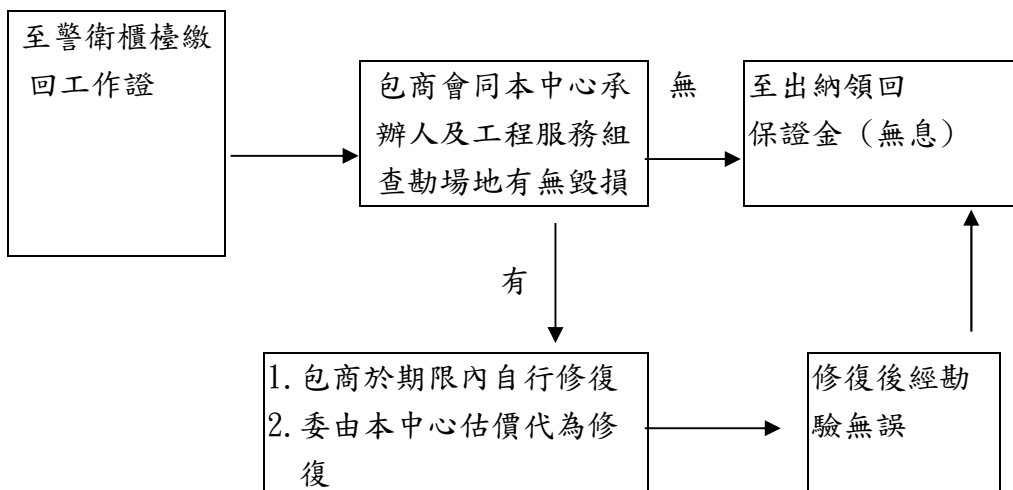 至警衛櫃檯繳
回工作證
包商會同本中心承
辦人及工程服務組
查勘場地有無毀損
無
至出納領回
保證金（無息）
有
1.包商於期限內自行修復
2.委由本中心估價代為修
復
修復後經勘
驗無誤